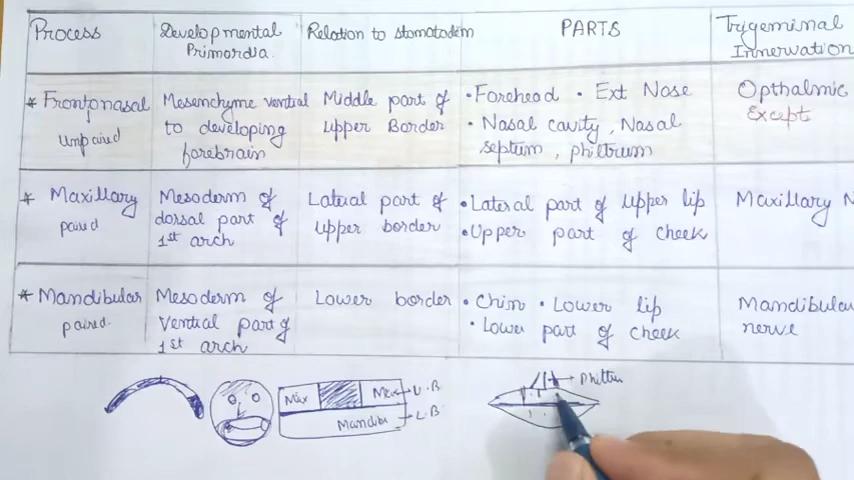 Process
Developmental
Primordia.
Relation to stomatodem
PARTS
Trigeminal
Innervation
* Frontonasal
unpaired
Mesenchyme ventral
to developing
forebrain
Middle part of
upper Border
• Forehead • Ext Nose
• Nasal cavity, Nasal
septum, philtrum
Opthalmic
Except
* Maxillary
paired
Mesoderm of
dorsal part of
1st arch
Lateral part of
upper border
• Lateral part of upper lip
• Upper part of cheek
Maxillary N
* Mandibular
paired.
Mesoderm of
Ventral part of
1st arch
Lower border
• Chin • Lower lip
• Lower part of cheek
Mandibular
nerve
Max
Max
U.B
Mandibu
L.B